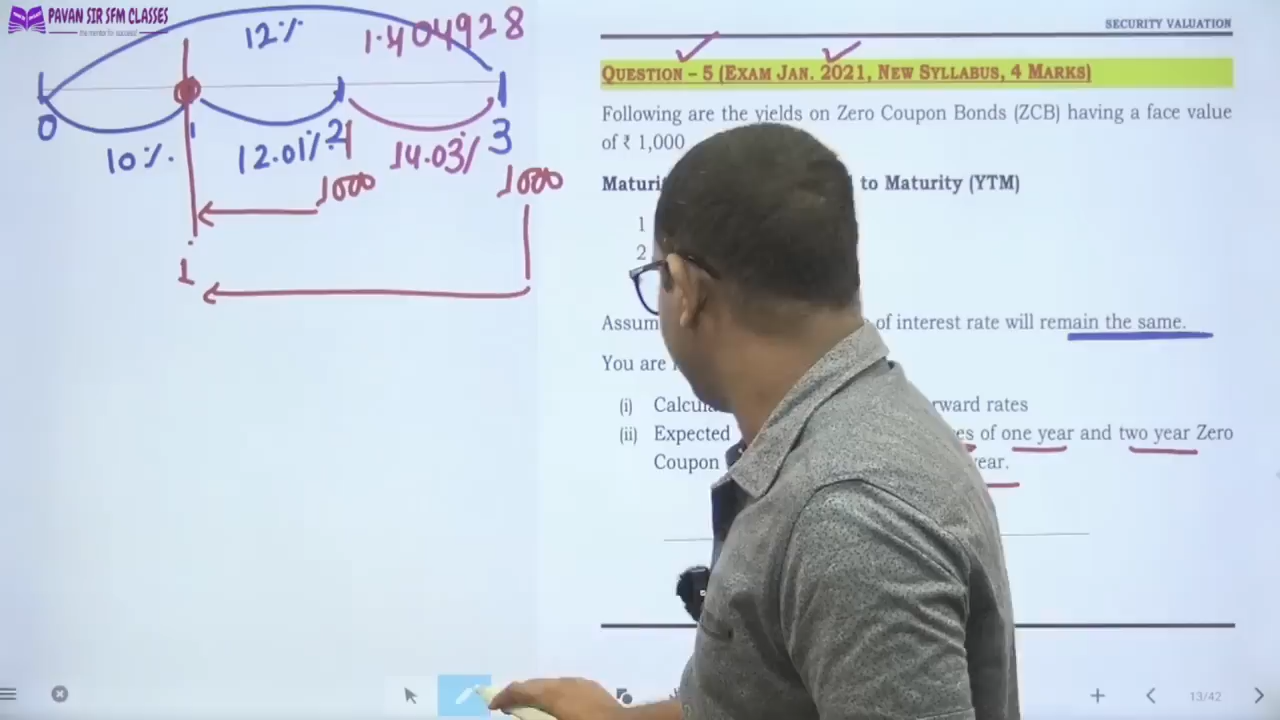 PAVAN SIR SFM CLASSES
12% 1.404928
0 1 2 3
10%. 12.01% 14.03%
1000 1000
1
SECURITY VALUATION
QUESTION – 5 (EXAM JAN. 2021, NEW SYLLABUS, 4 MARKS)
Following are the yields on Zero Coupon Bonds (ZCB) having a face value
of ₹ 1,000
to Maturity (YTM)
1
2
of interest rate will remain the same.
You are
(i) rward rates
(ii) Expected of one year and two year Zero
Coupon
13/42